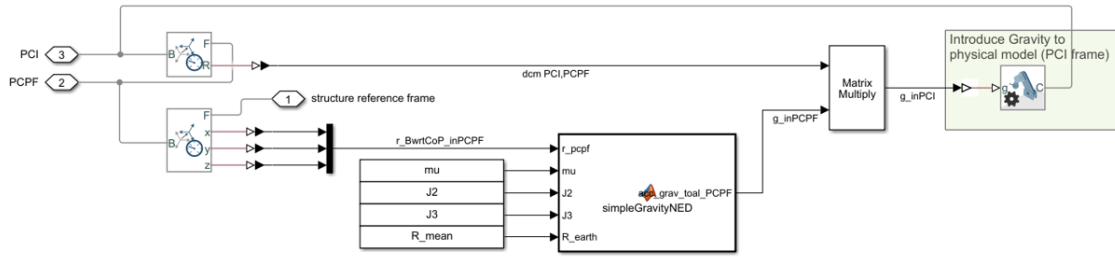 Introduce Gravity to
physical model (PCI frame)
PCI
3
B
F
R
dcm PCI,PCPF
Matrix
Multiply
g_inPCI
g
C
PCPF
2
F
1
structure reference frame
g_inPCPF
B
x
y
z
r_BwrtCoP_inPCPF
r_pcpf
mu
mu
J2
J2
acc_grav_toal_PCPF
simpleGravityNED
J3
J3
R_mean
R_earth